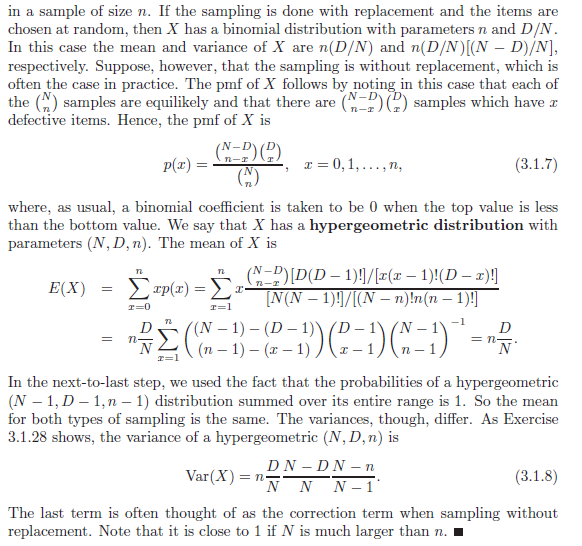 in a sample of size n. If the sampling is done with replacement and the items are
chosen at random, then X has a binomial distribution with parameters n and D/N.
In this case the mean and variance of X are n(D/N) and n(D/N)[(N − D)/N],
respectively. Suppose, however, that the sampling is without replacement, which is
often the case in practice. The pmf of X follows by noting in this case that each of
the \binom{N}{n} samples are equilikely and that there are \binom{N−D}{n−x}\binom{D}{x} samples which have x
defective items. Hence, the pmf of X is
p(x) = \frac{\binom{N−D}{n−x}\binom{D}{x}}{\binom{N}{n}}, x = 0, 1, . . . , n, (3.1.7)
where, as usual, a binomial coefficient is taken to be 0 when the top value is less
than the bottom value. We say that X has a hypergeometric distribution with
parameters (N, D, n). The mean of X is
E(X) = \sum_{x=0}^{n} xp(x) = \sum_{x=1}^{n} x \frac{\binom{N−D}{n−x}[D(D − 1)!]/[x(x − 1)!(D − x)!]}{[N(N − 1)!]/[(N − n)!n(n − 1)!]}
= n\frac{D}{N} \sum_{x=1}^{n} \binom{(N − 1) − (D − 1)}{(n − 1) − (x − 1)} \binom{D − 1}{x − 1} \binom{N − 1}{n − 1}^{−1} = n\frac{D}{N}.
In the next-to-last step, we used the fact that the probabilities of a hypergeometric
(N − 1, D − 1, n − 1) distribution summed over its entire range is 1. So the mean
for both types of sampling is the same. The variances, though, differ. As Exercise
3.1.28 shows, the variance of a hypergeometric (N, D, n) is
Var(X) = n\frac{D}{N}\frac{N − D}{N}\frac{N − n}{N − 1}. (3.1.8)
The last term is often thought of as the correction term when sampling without
replacement. Note that it is close to 1 if N is much larger than n. ■